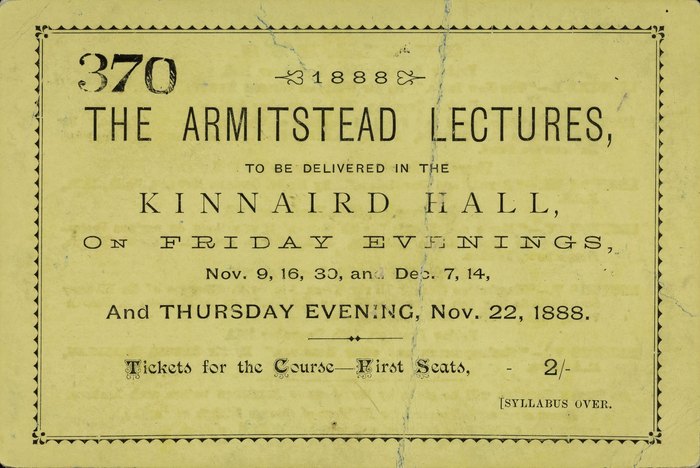 370
1888
THE ARMITSTEAD LECTURES,
TO BE DELIVERED IN THE
KINNAIRD HALL,
ON FRIDAY EVENINGS,
Nov. 9, 16, 30, and Dec. 7, 14,
And THURSDAY EVENING, Nov. 22, 1888.
Tickets for the Course—First Seats, - 2/-
[SYLLABUS OVER.